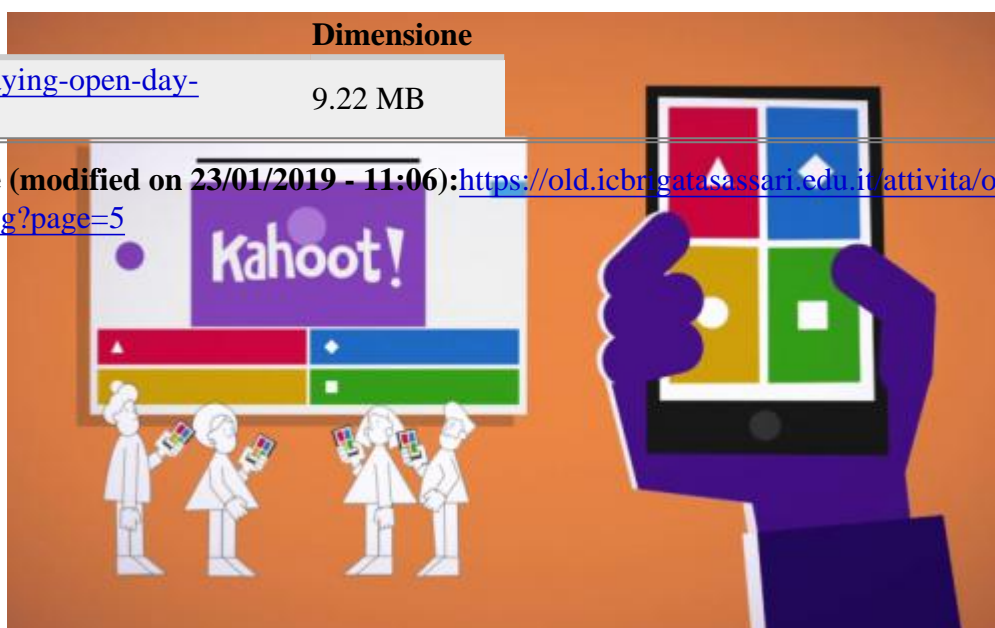 Dimensione
ying-open-day-
9.22 MB
(modified on 23/01/2019 - 11:06):https://old.icbrigatasassari.edu.it/attivita/o
g?page=5
Kahoot!